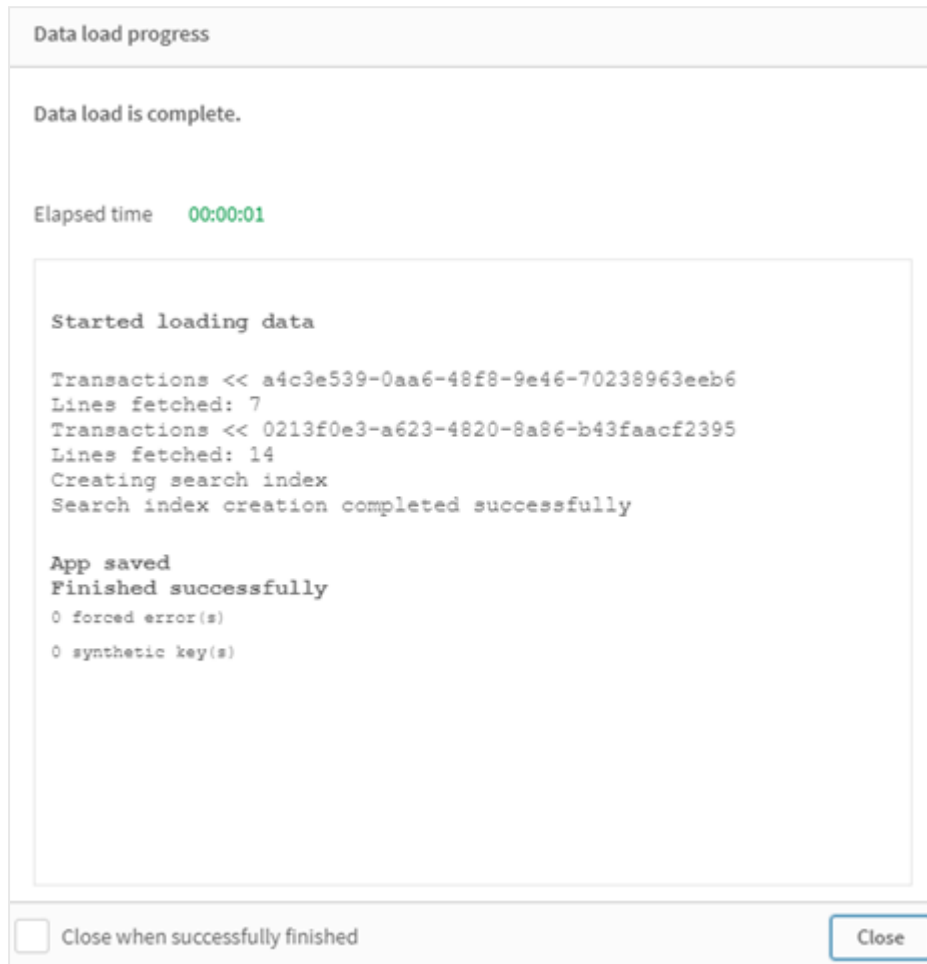 Data load progress
Data load is complete.
Elapsed time 00:00:01
Started loading data
Transactions << a4c3e539-0aa6-48f8-9e46-70238963eeb6
Lines fetched: 7
Transactions << 0213f0e3-a623-4820-8a86-b43faacf2395
Lines fetched: 14
Creating search index
Search index creation completed successfully
App saved
Finished successfully
0 forced error(s)
0 synthetic key(s)
Close when successfully finished
Close